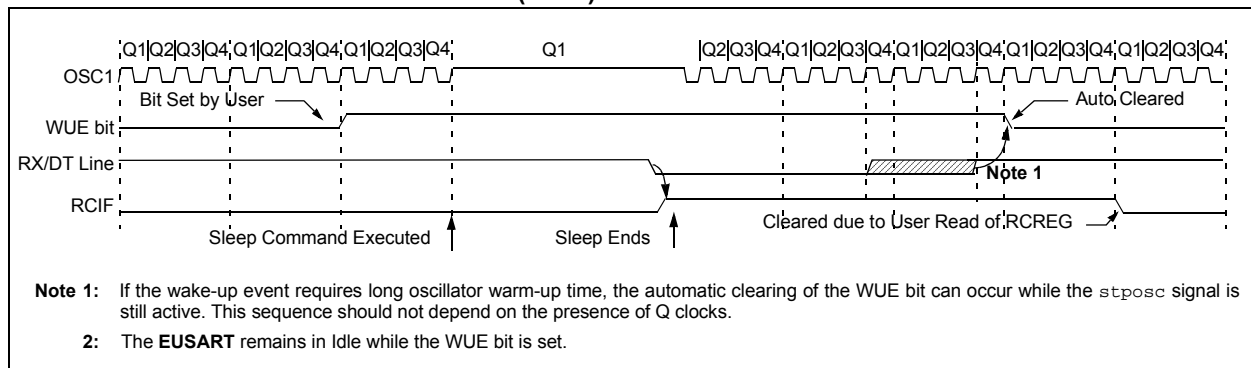 Q1 Q2 Q3 Q4 Q1 Q2 Q3 Q4 Q1 Q2 Q3 Q4 Q1 Q2 Q3 Q4 Q1 Q2 Q3 Q4 Q1 Q2 Q3 Q4 Q1 Q2 Q3 Q4 Q1 Q2 Q3 Q4
OSC1
Bit Set by User
Auto Cleared
WUE bit
RX/DT Line
Note 1
RCIF
Cleared due to User Read of RCREG
Sleep Command Executed
Sleep Ends
Note 1: If the wake-up event requires long oscillator warm-up time, the automatic clearing of the WUE bit can occur while the stposc signal is
still active. This sequence should not depend on the presence of Q clocks.
2: The EUSART remains in Idle while the WUE bit is set.